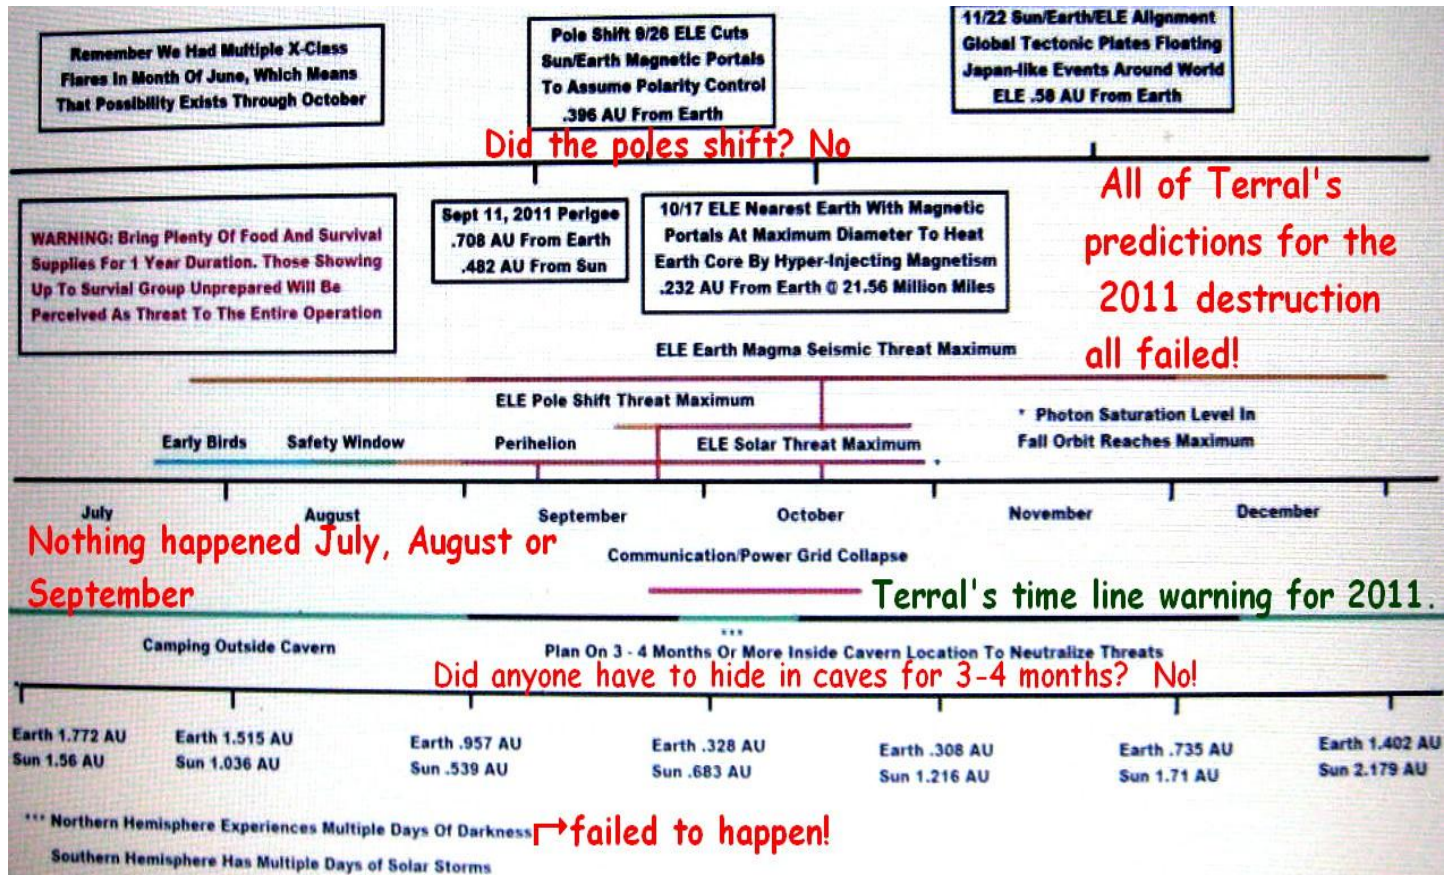 Remember We Had Multiple X-Class
Flares In Month Of June, Which Means
That Possibility Exists Through October
Pole Shift 9/26 ELE Cuts
Sun/Earth Magnetic Portals
To Assume Polarity Control
.396 AU From Earth
11/22 Sun/Earth/ELE Alignment
Global Tectonic Plates Floating
Japan-like Events Around World
ELE .58 AU From Earth
Did the poles shift? No
WARNING: Bring Plenty Of Food And Survival
Supplies For 1 Year Duration. Those Showing
Up To Survial Group Unprepared Will Be
Perceived As Threat To The Entire Operation
Sept 11, 2011 Perigee
.708 AU From Earth
.482 AU From Sun
10/17 ELE Nearest Earth With Magnetic
Portals At Maximum Diameter To Heat
Earth Core By Hyper-Injecting Magnetism
.232 AU From Earth @ 21.56 Million Miles
All of Terral's
predictions for the
2011 destruction
all failed!
ELE Earth Magma Seismic Threat Maximum
ELE Pole Shift Threat Maximum
* Photon Saturation Level In
Fall Orbit Reaches Maximum
Early Birds Safety Window Perihelion ELE Solar Threat Maximum *
July August September October November December
Nothing happened July, August or
September
Communication/Power Grid Collapse
Terral's time line warning for 2011.
***
Camping Outside Cavern Plan On 3 - 4 Months Or More Inside Cavern Location To Neutralize Threats
Did anyone have to hide in caves for 3-4 months? No!
Earth 1.772 AU Earth 1.515 AU Earth .957 AU Earth .328 AU Earth .308 AU Earth .735 AU Earth 1.402 AU
Sun 1.56 AU Sun 1.036 AU Sun .539 AU Sun .683 AU Sun 1.216 AU Sun 1.71 AU Sun 2.179 AU
*** Northern Hemisphere Experiences Multiple Days Of Darkness failed to happen!
Southern Hemisphere Has Multiple Days of Solar Storms